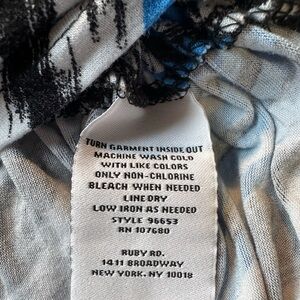 TURN GARMENT INSIDE OUT
MACHINE WASH COLD
WITH LIKE COLORS
ONLY NON-CHLORINE
BLEACH WHEN NEEDED
LINE DRY
LOW IRON AS NEEDED
STYLE 96653
RN 107680
RUBY RD.
1411 BROADWAY
NEW YORK, NY 10018